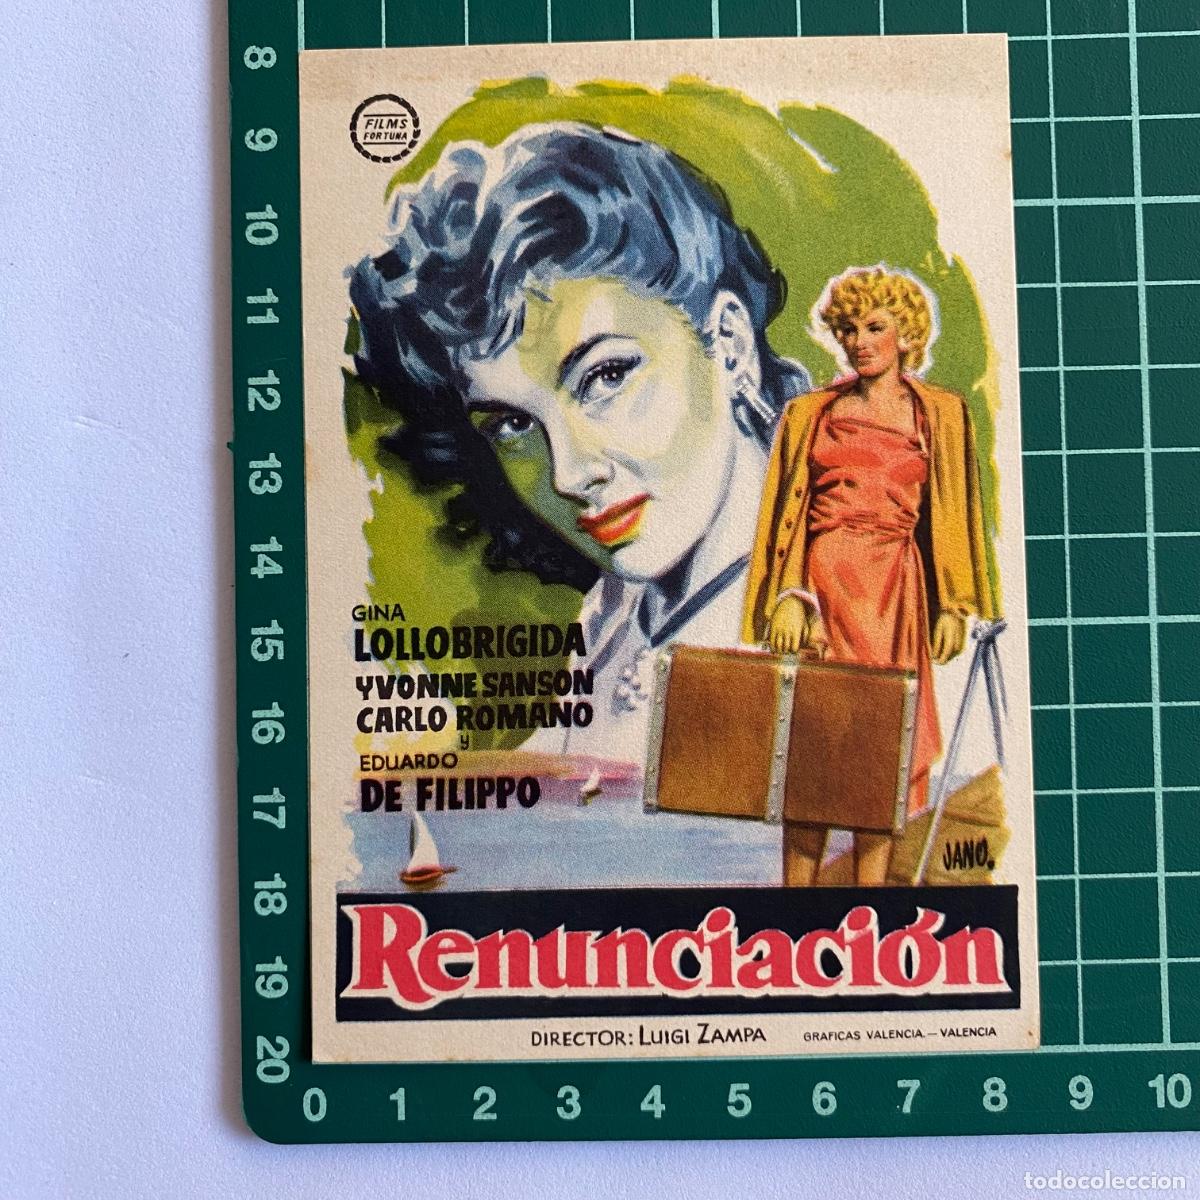 FILMS
FORTUNA
GINA
LOLLOBRIGIDA
YVONNE SANSON
CARLO ROMANO
y
EDUARDO
DE FILIPPO
JANO.
Renunciación
DIRECTOR: LUIGI ZAMPA
GRAFICAS VALENCIA. — VALENCIA
8
9
10
11
12
13
14
15
16
17
18
19
20
0 1 2 3 4 5 6 7 8 9 10
todocoleccion